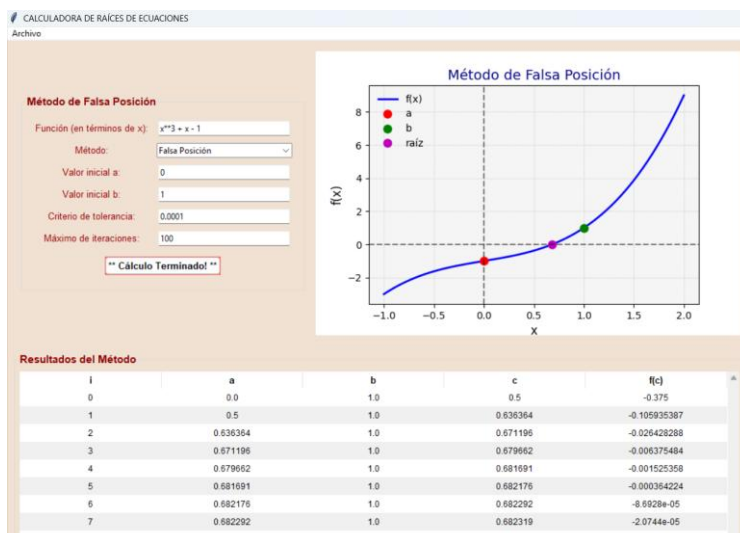 CALCULADORA DE RAÍCES DE ECUACIONES
Archivo
Método de Falsa Posición
Función (en términos de x): x**3 + x - 1
Método: Falsa Posición
Valor inicial a: 0
Valor inicial b: 1
Criterio de tolerancia: 0.0001
Máximo de iteraciones: 100
** Cálculo Terminado! **
Método de Falsa Posición
f(x)
a
b
raíz
f(x)
8
6
4
2
0
−2
−1.0 −0.5 0.0 0.5 1.0 1.5 2.0
x
Resultados del Método
i a b c f(c)
0 0.0 1.0 0.5 -0.375
1 0.5 1.0 0.636364 -0.105935387
2 0.636364 1.0 0.671196 -0.026428288
3 0.671196 1.0 0.679662 -0.006375484
4 0.679662 1.0 0.681691 -0.001525358
5 0.681691 1.0 0.682176 -0.000364224
6 0.682176 1.0 0.682292 -8.6928e-05
7 0.682292 1.0 0.682319 -2.0744e-05